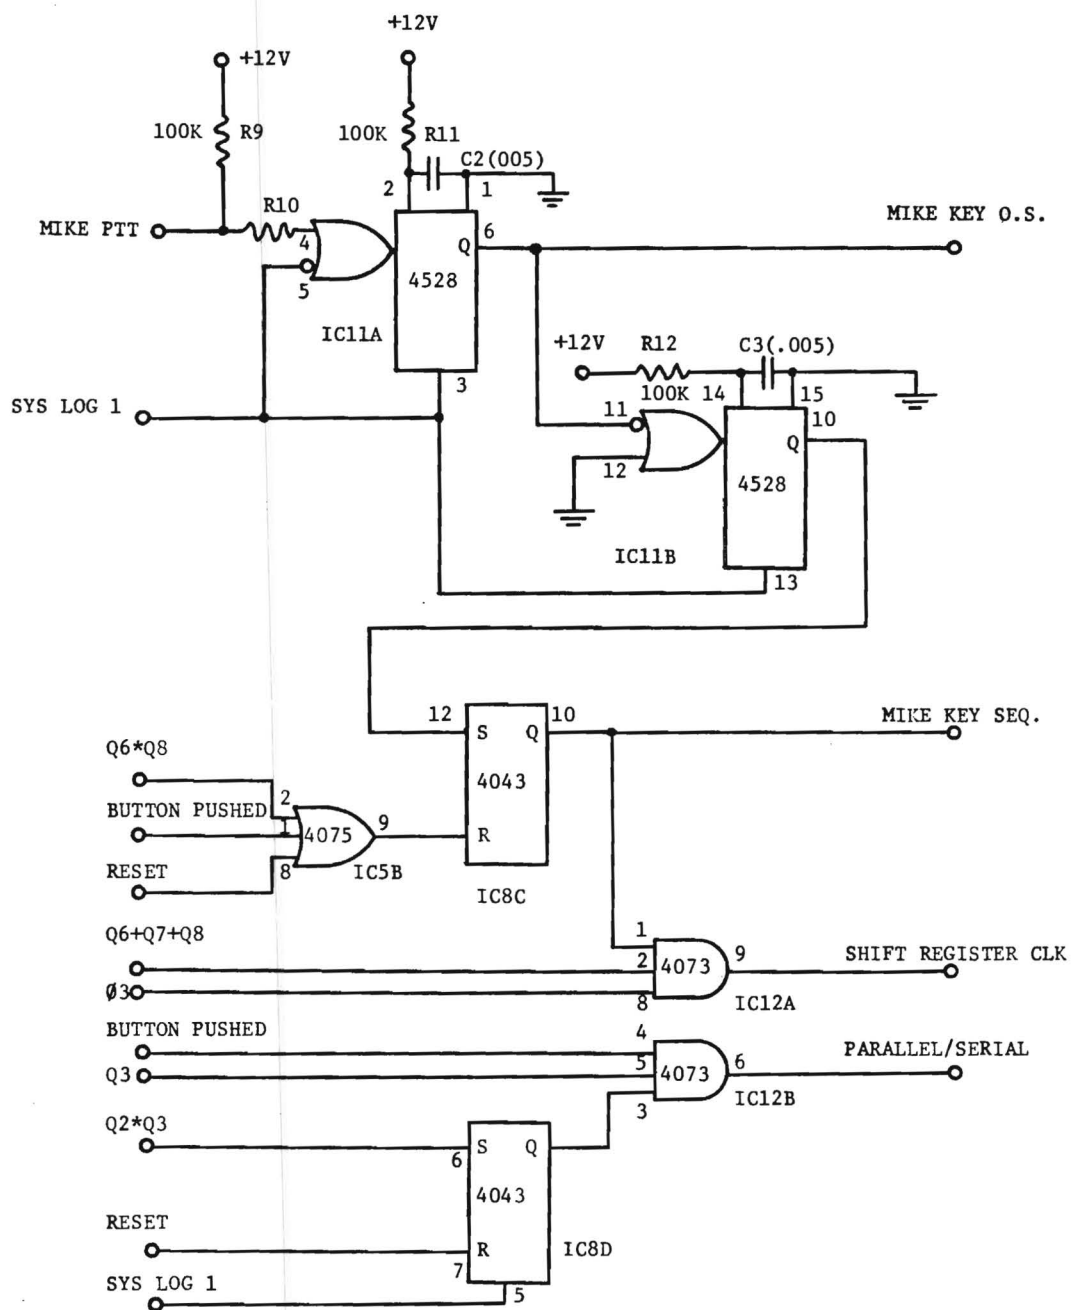 +12V
+12V
100K R9
100K R11
C2(005)
2 1
R10
MIKE PTT
4
5
Q 6
4528
MIKE KEY O.S.
IC11A
3
+12V R12 C3(.005)
100K 14 15
SYS LOG 1
11
12
10
Q
4528
IC11B
13
12 S Q 10
MIKE KEY SEQ.
4043
R
IC8C
Q6*Q8
2
BUTTON PUSHED
1
4075 9
RESET
8
IC5B
Q6+Q7+Q8
1
2
4073 9
SHIFT REGISTER CLK
Ø3
8
IC12A
BUTTON PUSHED
4
5
4073 6
PARALLEL/SERIAL
Q3
IC12B
3
Q2*Q3
6 S Q
4043
RESET
R
7
IC8D
SYS LOG 1
5